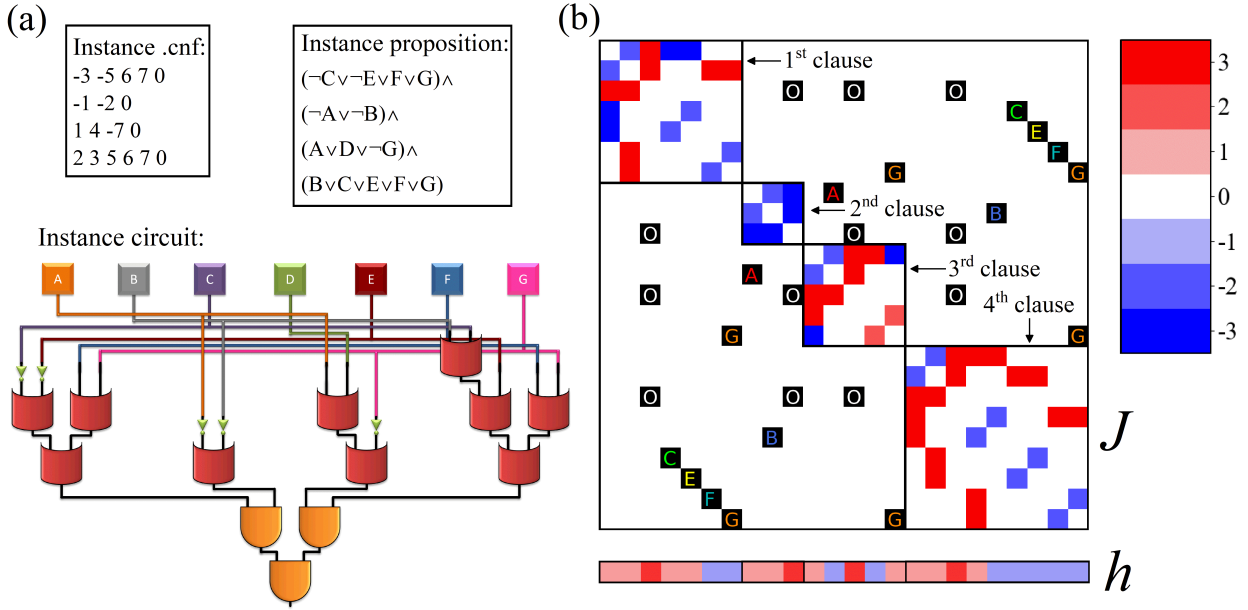 (a)
Instance .cnf:
-3 -5 6 7 0
-1 -2 0
1 4 -7 0
2 3 5 6 7 0
Instance proposition:
(¬C∨¬E∨F∨G)∧
(¬A∨¬B)∧
(A∨D∨¬G)∧
(B∨C∨E∨F∨G)
Instance circuit:
A B C D E F G
(b)
1st clause
O O O
C
E
F
G G
A
2nd clause
B
O O O
A
3rd clause
O O O
4th clause
G G
O O O
B
C
E
F
G G
J
h
3
2
1
0
-1
-2
-3